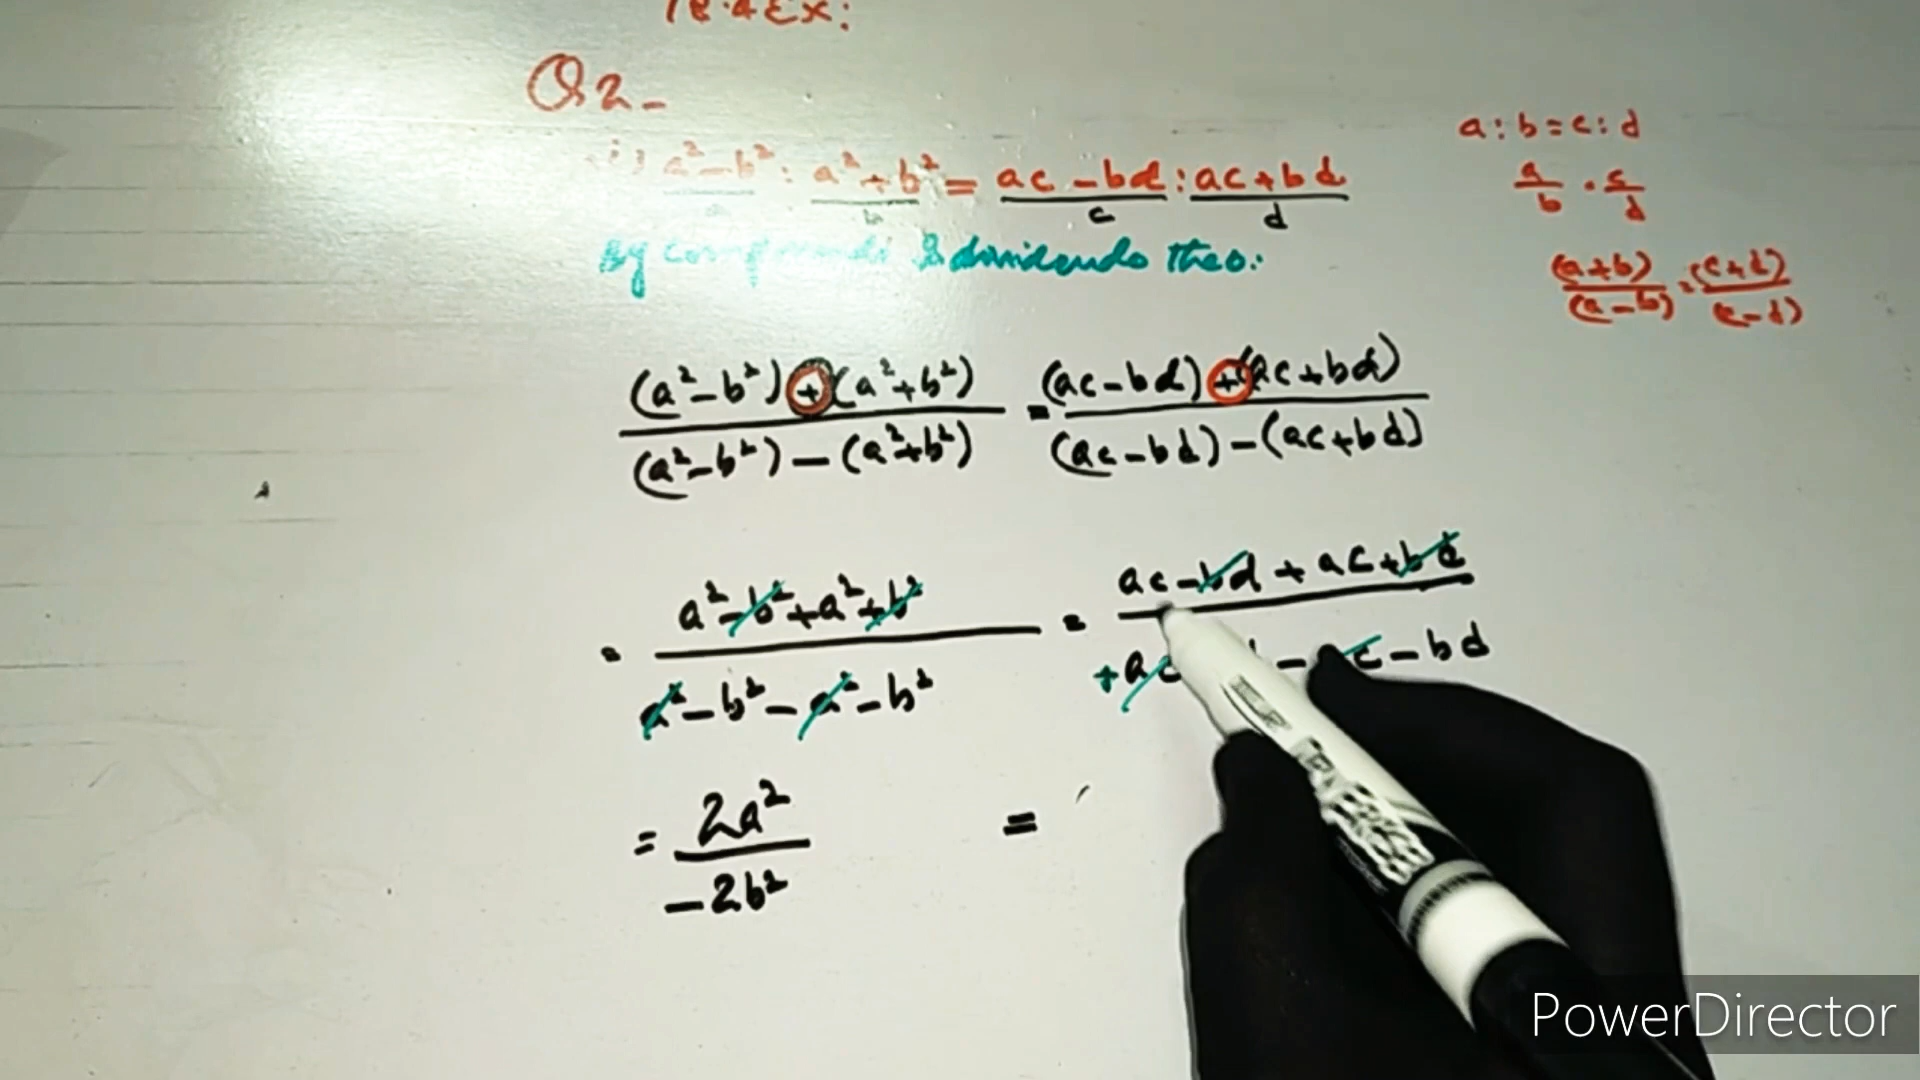 Q2-
i) a²-b² : a²+b² = ac-bd : ac+bd
a b c d
By compendo & dividendo Theo:
a:b=c:d
a/b = c/d
(a+b)/(a-b) = (c+d)/(c-d)
(a²-b²)+(a²+b²) / (a²-b²)-(a²+b²) = (ac-bd)+(ac+bd) / (ac-bd)-(ac+bd)
= a²-b²+a²+b² / a²-b²-a²-b² = ac-bd+ac+bd / +ac - c-bd
= 2a² / -2b² =
PowerDirector